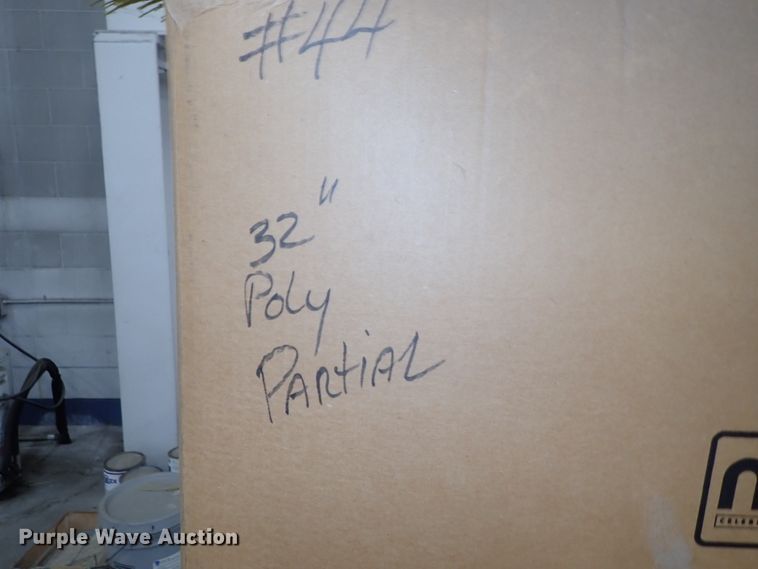 #44
32"
Poly
PARtiAL
Purple Wave Auction